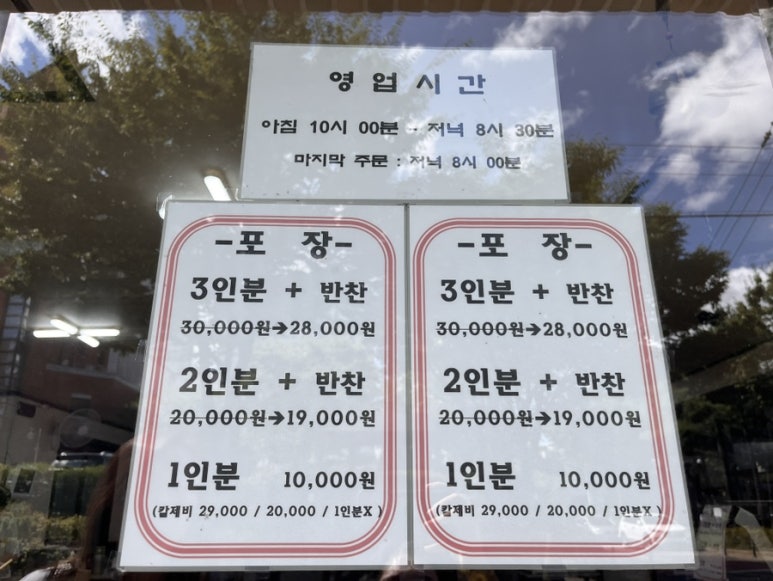 영업시간
아침 10시 00분 - 저녁 8시 30분
마지막 주문 : 저녁 8시 00분
-포 장-
3인분 + 반찬
30,000원→28,000원
2인분 + 반찬
20,000원→19,000원
1인분 10,000원
(칼제비 29,000 / 20,000 / 1인분X )
-포 장-
3인분 + 반찬
30,000원→28,000원
2인분 + 반찬
20,000원→19,000원
1인분 10,000원
(칼제비 29,000 / 20,000 / 1인분X )